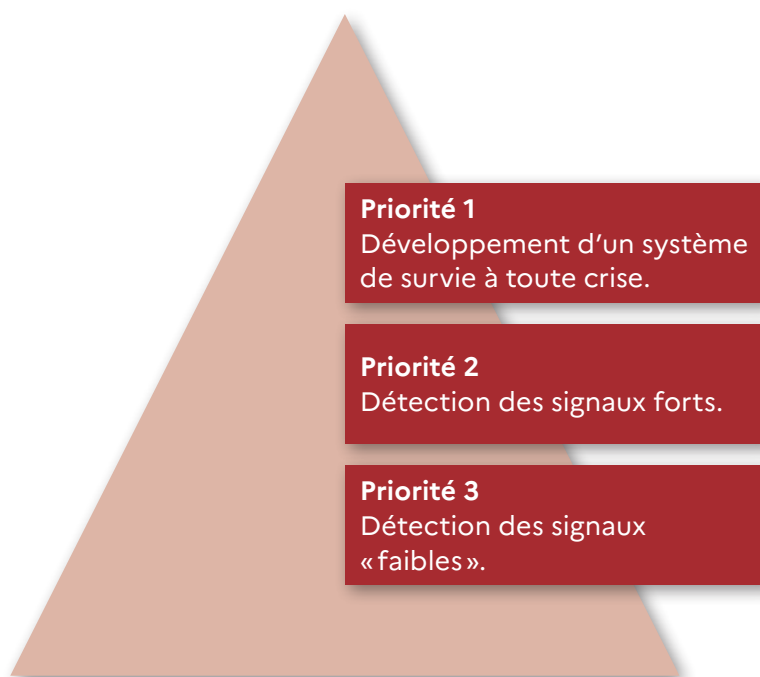 Priorité 1
Développement d’un système
de survie à toute crise.
Priorité 2
Détection des signaux forts.
Priorité 3
Détection des signaux
« faibles ».